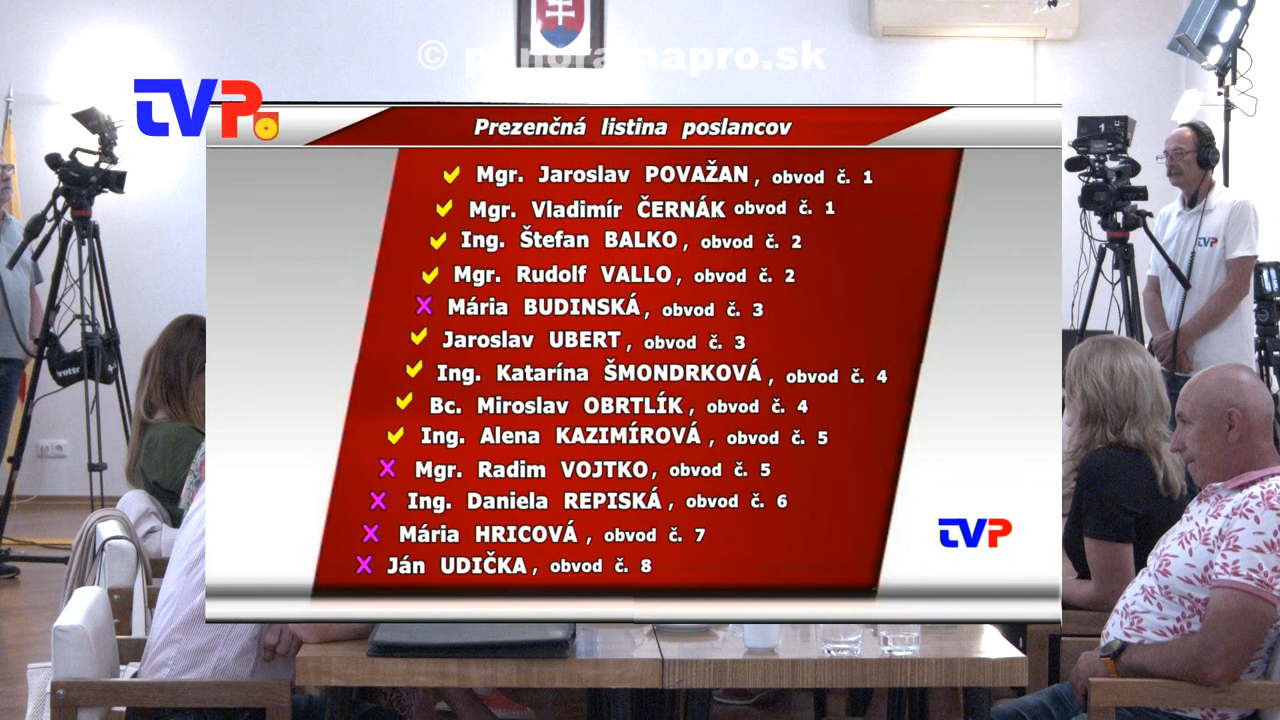 © panoramapro.sk
TVP
Prezenčná listina poslancov
Mgr. Jaroslav POVAŽAN, obvod č. 1
Mgr. Vladimír ČERNÁK obvod č. 1
Ing. Štefan BALKO, obvod č. 2
Mgr. Rudolf VALLO, obvod č. 2
Mária BUDINSKÁ, obvod č. 3
Jaroslav UBERT, obvod č. 3
Ing. Katarína ŠMONDRKOVÁ, obvod č. 4
Bc. Miroslav OBRTLÍK, obvod č. 4
Ing. Alena KAZIMÍROVÁ, obvod č. 5
Mgr. Radim VOJTKO, obvod č. 5
Ing. Daniela REPISKÁ, obvod č. 6
Mária HRICOVÁ, obvod č. 7
Ján UDIČKA, obvod č. 8
TVP
1
TVP